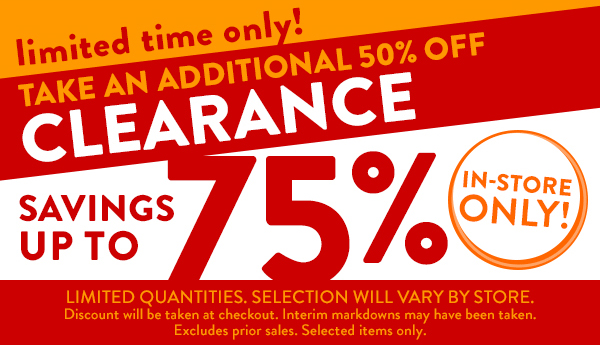 limited time only!
TAKE AN ADDITIONAL 50% OFF
CLEARANCE
SAVINGS
UP TO
75%
IN-STORE
ONLY!
LIMITED QUANTITIES. SELECTION WILL VARY BY STORE.
Discount will be taken at checkout. Interim markdowns may have been taken.
Excludes prior sales. Selected items only.